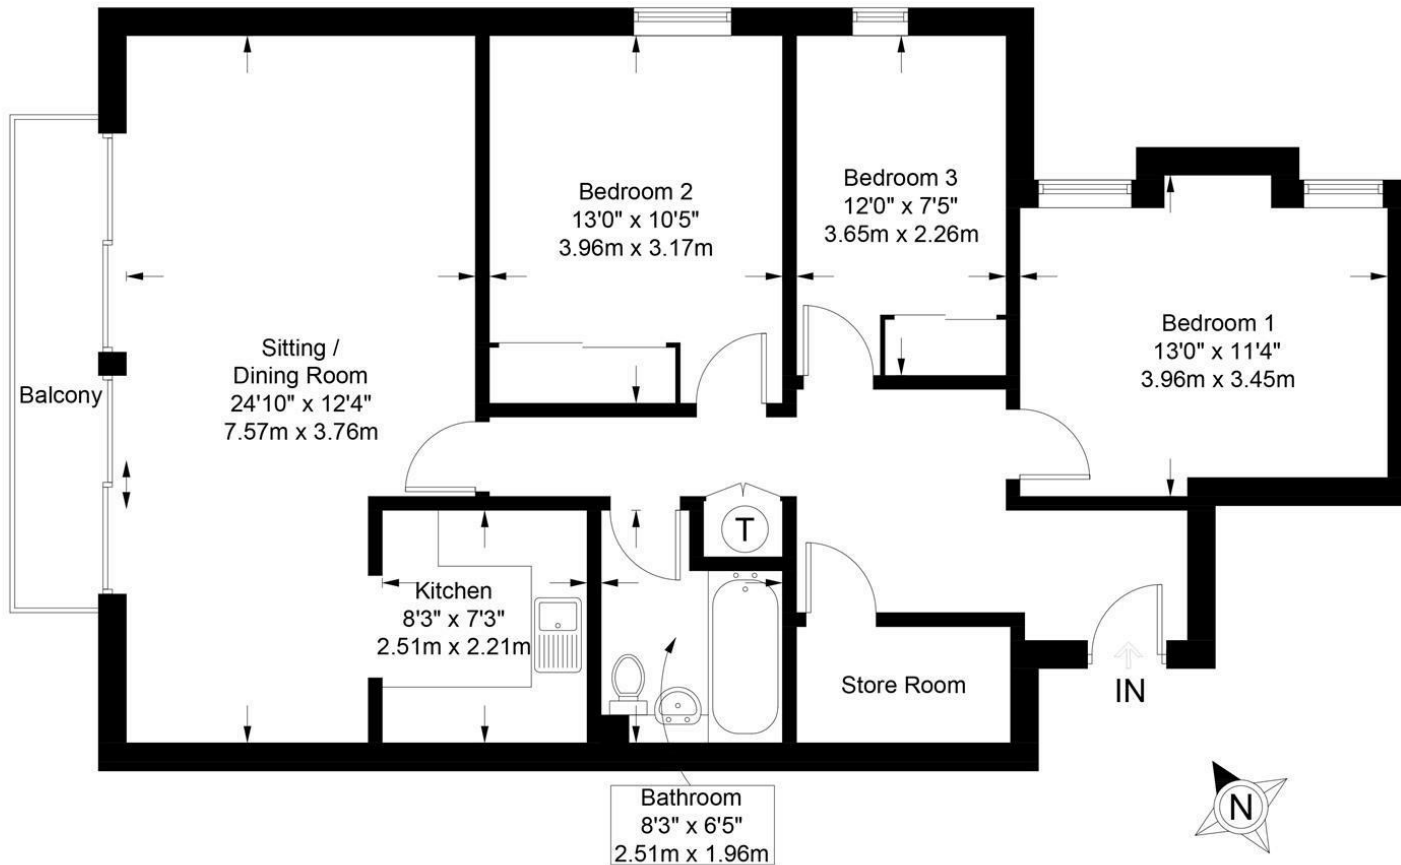 Bedroom 2
13'0" x 10'5"
3.96m x 3.17m
Bedroom 3
12'0" x 7'5"
3.65m x 2.26m
Bedroom 1
13'0" x 11'4"
3.96m x 3.45m
Sitting /
Dining Room
24'10" x 12'4"
7.57m x 3.76m
Balcony
T
Kitchen
8'3" x 7'3"
2.51m x 2.21m
Store Room
IN
Bathroom
8'3" x 6'5"
2.51m x 1.96m
N